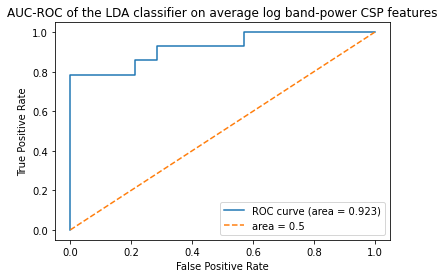 AUC-ROC of the LDA classifier on average log band-power CSP features
1.0
0.8
0.6
0.4
0.2
0.0
True Positive Rate
ROC curve (area = 0.923)
area = 0.5
0.0 0.2 0.4 0.6 0.8 1.0
False Positive Rate